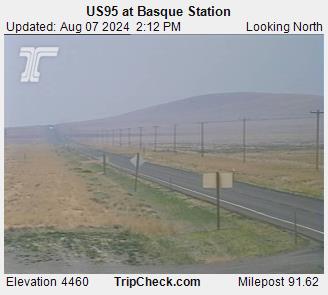 US95 at Basque Station
Updated: Aug 07 2024 2:12 PM Looking North
Elevation 4460 TripCheck.com Milepost 91.62